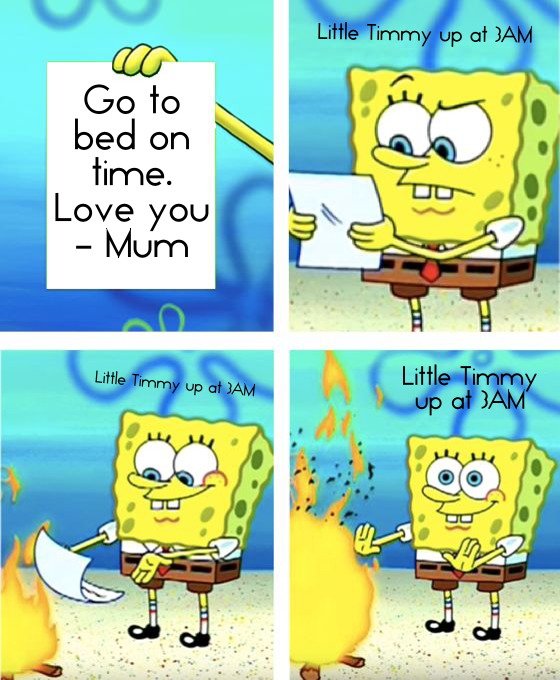 Go to
bed on
time.
Love you
- Mum
Little Timmy up at 3AM
Little Timmy up at 3AM
Little Timmy
up at 3AM